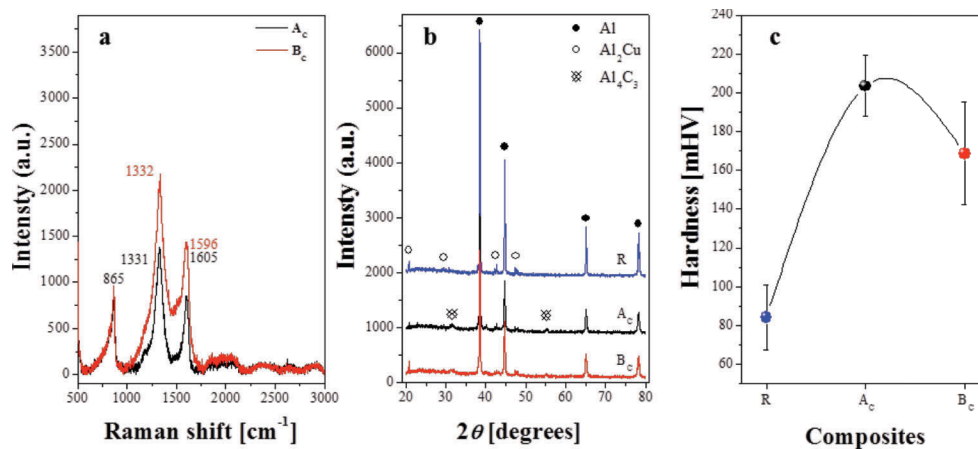 a
A_c
B_c
3500
3000
2500
2000
1500
1000
500
0
1332
1331
1596
1605
865
500
1000
1500
2000
2500
3000
Intensty (a.u.)
Raman shift [cm⁻¹]
b
Al
Al₂Cu
Al₄C₃
6000
5000
4000
3000
2000
1000
0
R
A_c
B_c
20
30
40
50
60
70
80
Intensty (a.u.)
2θ [degrees]
c
240
220
200
180
160
140
120
100
80
60
R
A_c
B_c
Hardness [mHV]
Composites